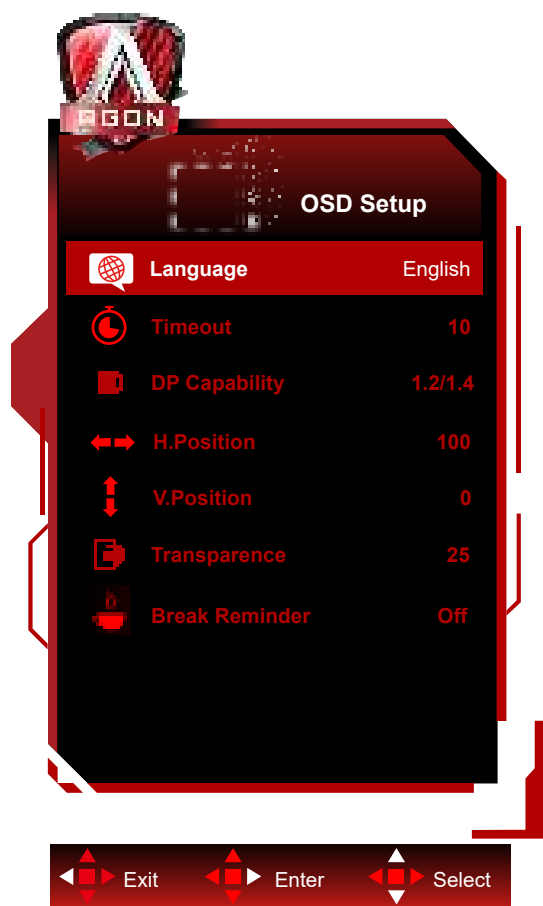 AGON
OSD Setup
Language English
Timeout 10
DP Capability 1.2/1.4
H.Position 100
V.Position 0
Transparence 25
Break Reminder Off
Exit Enter Select